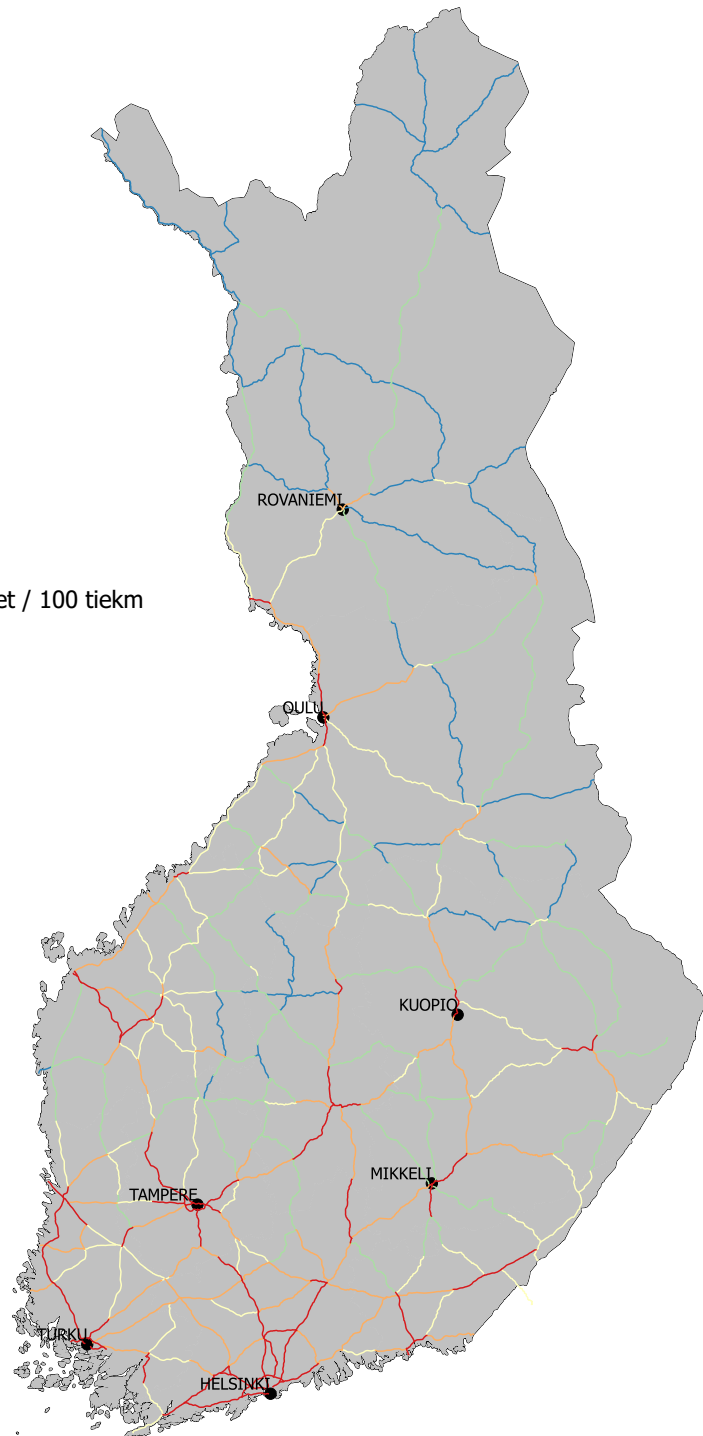 ROVANIEMI
et / 100 tiekm
OULU
KUOPIO
MIKKELI
TAMPERE
TURKU
HELSINKI